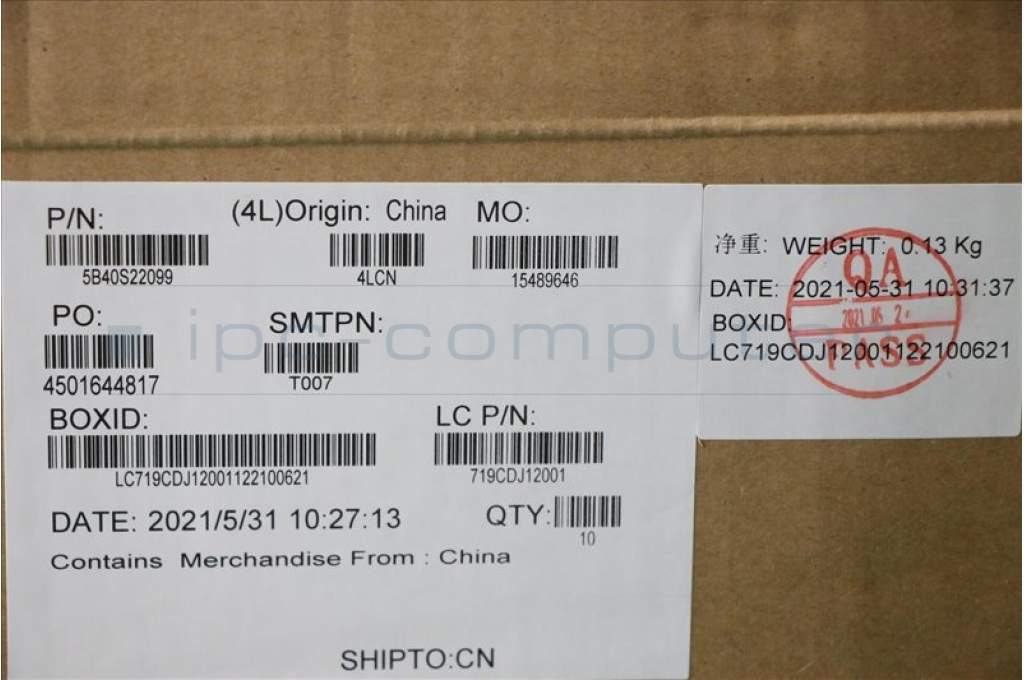 P/N:
5B40S22099
(4L)Origin: China
4LCN
MO:
15489646
PO:
4501644817
SMTPN:
T007
BOXID:
LC719CDJ12001122100621
LC P/N:
719CDJ12001
DATE: 2021/5/31 10:27:13
QTY:
10
Contains Merchandise From : China
SHIPTO:CN
净重: WEIGHT: 0.13 Kg
DATE: 2021-05-31 10:31:37
BOXID:
LC719CDJ12001122100621
QA
PASS